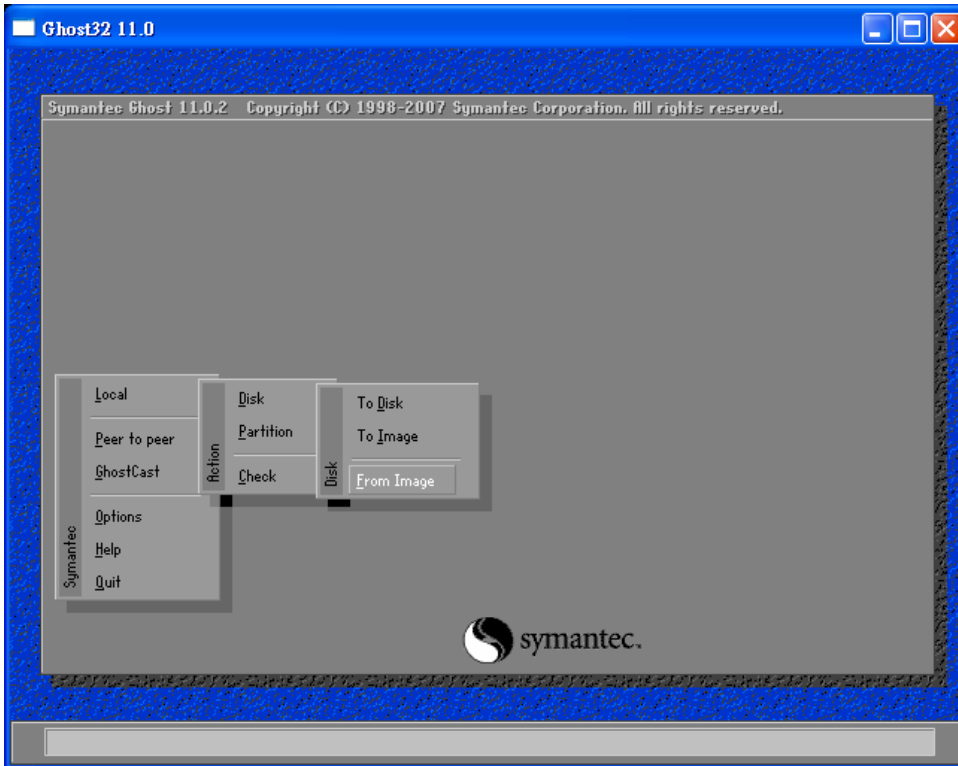 Ghost32 11.0
Symantec Ghost 11.0.2 Copyright (C) 1998-2007 Symantec Corporation. All rights reserved.
Local
Peer to peer
GhostCast
Options
Help
Quit
Symantec
Disk
Partition
Check
Action
To Disk
To Image
From Image
Disk
symantec.